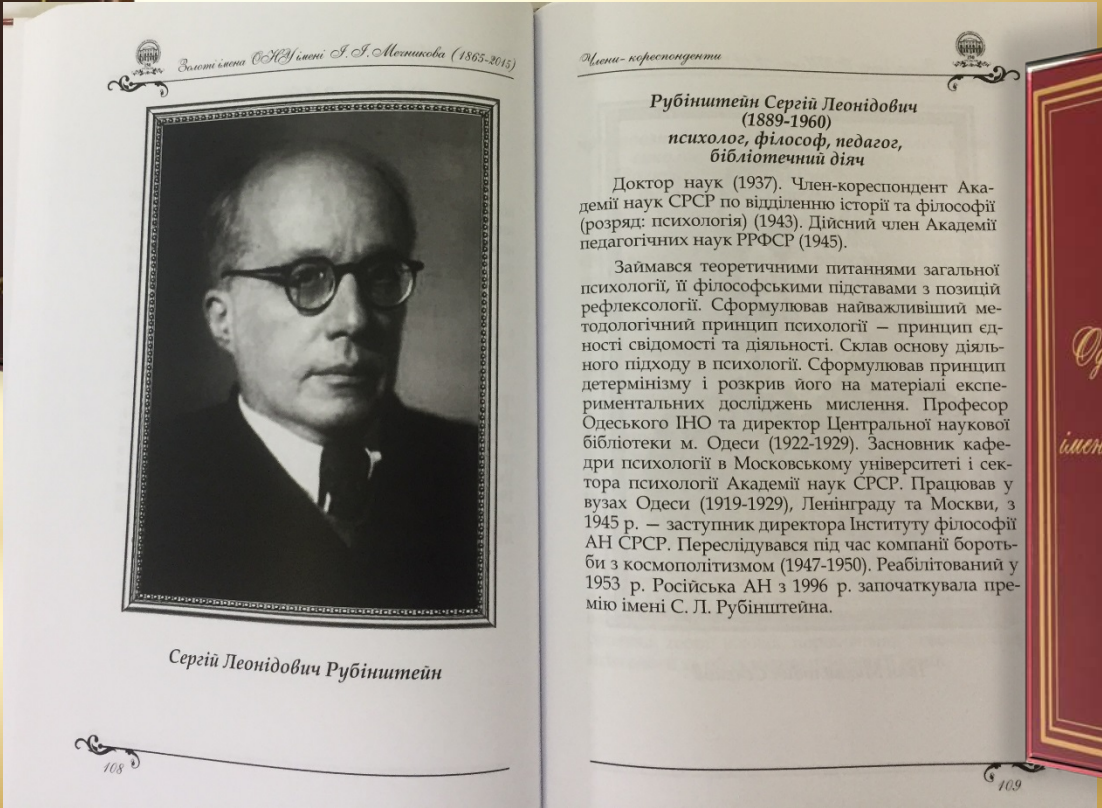 Золоті імена ОНУ імені І. І. Мечникова (1865-2015)
Сергій Леонідович Рубінштейн
108
Члени-кореспонденти
Рубінштейн Сергій Леонідович
(1889-1960)
психолог, філософ, педагог,
бібліотечний діяч
Доктор наук (1937). Член-кореспондент Ака-
демії наук СРСР по відділенню історії та філософії
(розряд: психологія) (1943). Дійсний член Академії
педагогічних наук РРФСР (1945).
Займався теоретичними питаннями загальної
психології, її філософськими підставами з позицій
рефлексології. Сформулював найважливіший ме-
тодологічний принцип психології — принцип єд-
ності свідомості та діяльності. Склав основу діяль-
ного підходу в психології. Сформулював принцип
детермінізму і розкрив його на матеріалі експе-
риментальних досліджень мислення. Професор
Одеського ІНО та директор Центральної наукової
бібліотеки м. Одеси (1922-1929). Засновник кафе-
дри психології в Московському університеті і сек-
тора психології Академії наук СРСР. Працював у
вузах Одеси (1919-1929), Ленінграду та Москви, з
1945 р. — заступник директора Інституту філософії
АН СРСР. Переслідувався під час компанії бороть-
би з космополітизмом (1947-1950). Реабілітований у
1953 р. Російська АН з 1996 р. започаткувала пре-
мію імені С. Л. Рубінштейна.
109